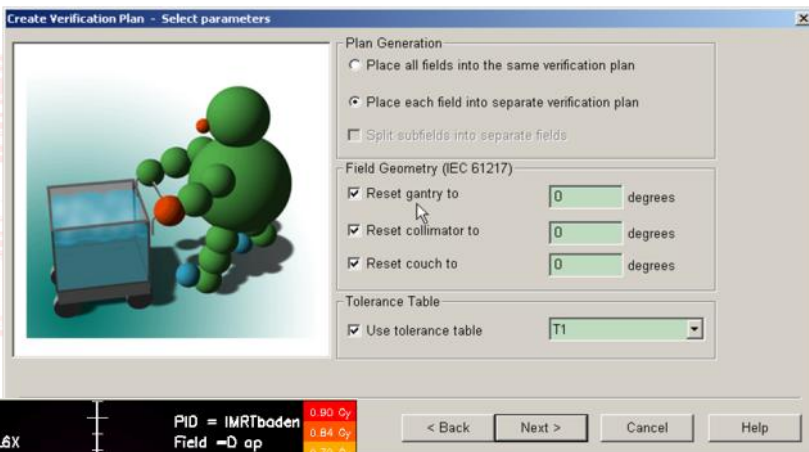 Create Verification Plan - Select parameters
Plan Generation
Place all fields into the same verification plan
Place each field into separate verification plan
Split subfields into separate fields
Field Geometry (IEC 61217)
Reset gantry to 0 degrees
Reset collimator to 0 degrees
Reset couch to 0 degrees
Tolerance Table
Use tolerance table T1
< Back Next > Cancel Help
PID = IMRTbaden 0.90 Gy
6X Field =D ap 0.84 Gy